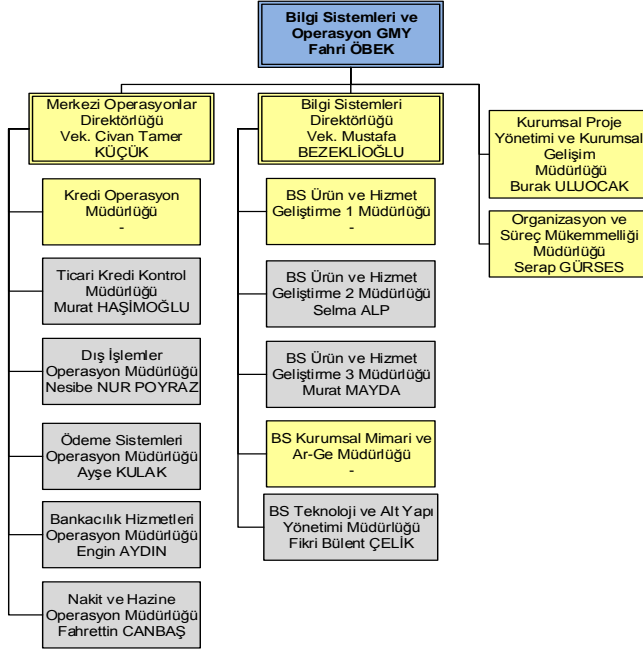 Bilgi Sistemleri ve
Operasyon GMY
Fahri ÖBEK
Merkezi Operasyonlar
Direktörlüğü
Vek. Civan Tamer
KÜÇÜK
Kredi Operasyon
Müdürlüğü
-
Ticari Kredi Kontrol
Müdürlüğü
Murat HAŞİMOĞLU
Dış İşlemler
Operasyon Müdürlüğü
Nesibe NUR POYRAZ
Ödeme Sistemleri
Operasyon Müdürlüğü
Ayşe KULAK
Bankacılık Hizmetleri
Operasyon Müdürlüğü
Engin AYDIN
Nakit ve Hazine
Operasyon Müdürlüğü
Fahrettin CANBAŞ
Bilgi Sistemleri
Direktörlüğü
Vek. Mustafa
BEZEKLİOĞLU
BS Ürün ve Hizmet
Geliştirme 1 Müdürlüğü
-
BS Ürün ve Hizmet
Geliştirme 2 Müdürlüğü
Selma ALP
BS Ürün ve Hizmet
Geliştirme 3 Müdürlüğü
Murat MAYDA
BS Kurumsal Mimari ve
Ar-Ge Müdürlüğü
-
BS Teknoloji ve Alt Yapı
Yönetimi Müdürlüğü
Fikri Bülent ÇELİK
Kurumsal Proje
Yönetimi ve Kurumsal
Gelişim
Müdürlüğü
Burak ULUOCAK
Organizasyon ve
Süreç Mükemmelliği
Müdürlüğü
Serap GÜRSES